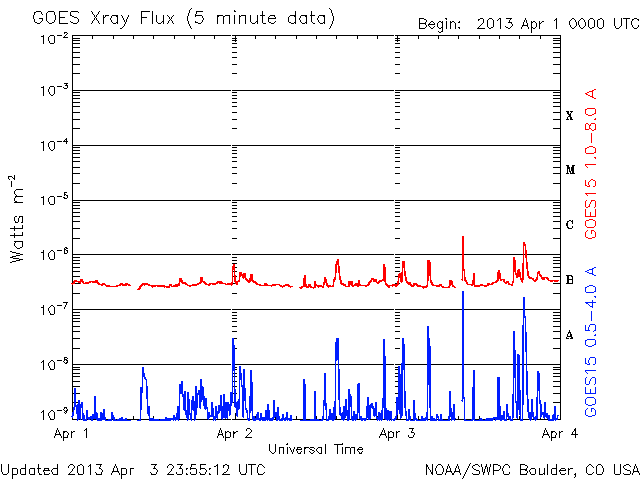 GOES Xray Flux (5 minute data)
Begin: 2013 Apr 1 0000 UTC
10⁻²
10⁻³
10⁻⁴
10⁻⁵
10⁻⁶
10⁻⁷
10⁻⁸
10⁻⁹
Watts m⁻²
X
M
C
B
A
GOES15 1.0–8.0 A
GOES15 0.5–4.0 A
Apr 1
Apr 2
Apr 3
Apr 4
Universal Time
Updated 2013 Apr 3 23:55:12 UTC
NOAA/SWPC Boulder, CO USA